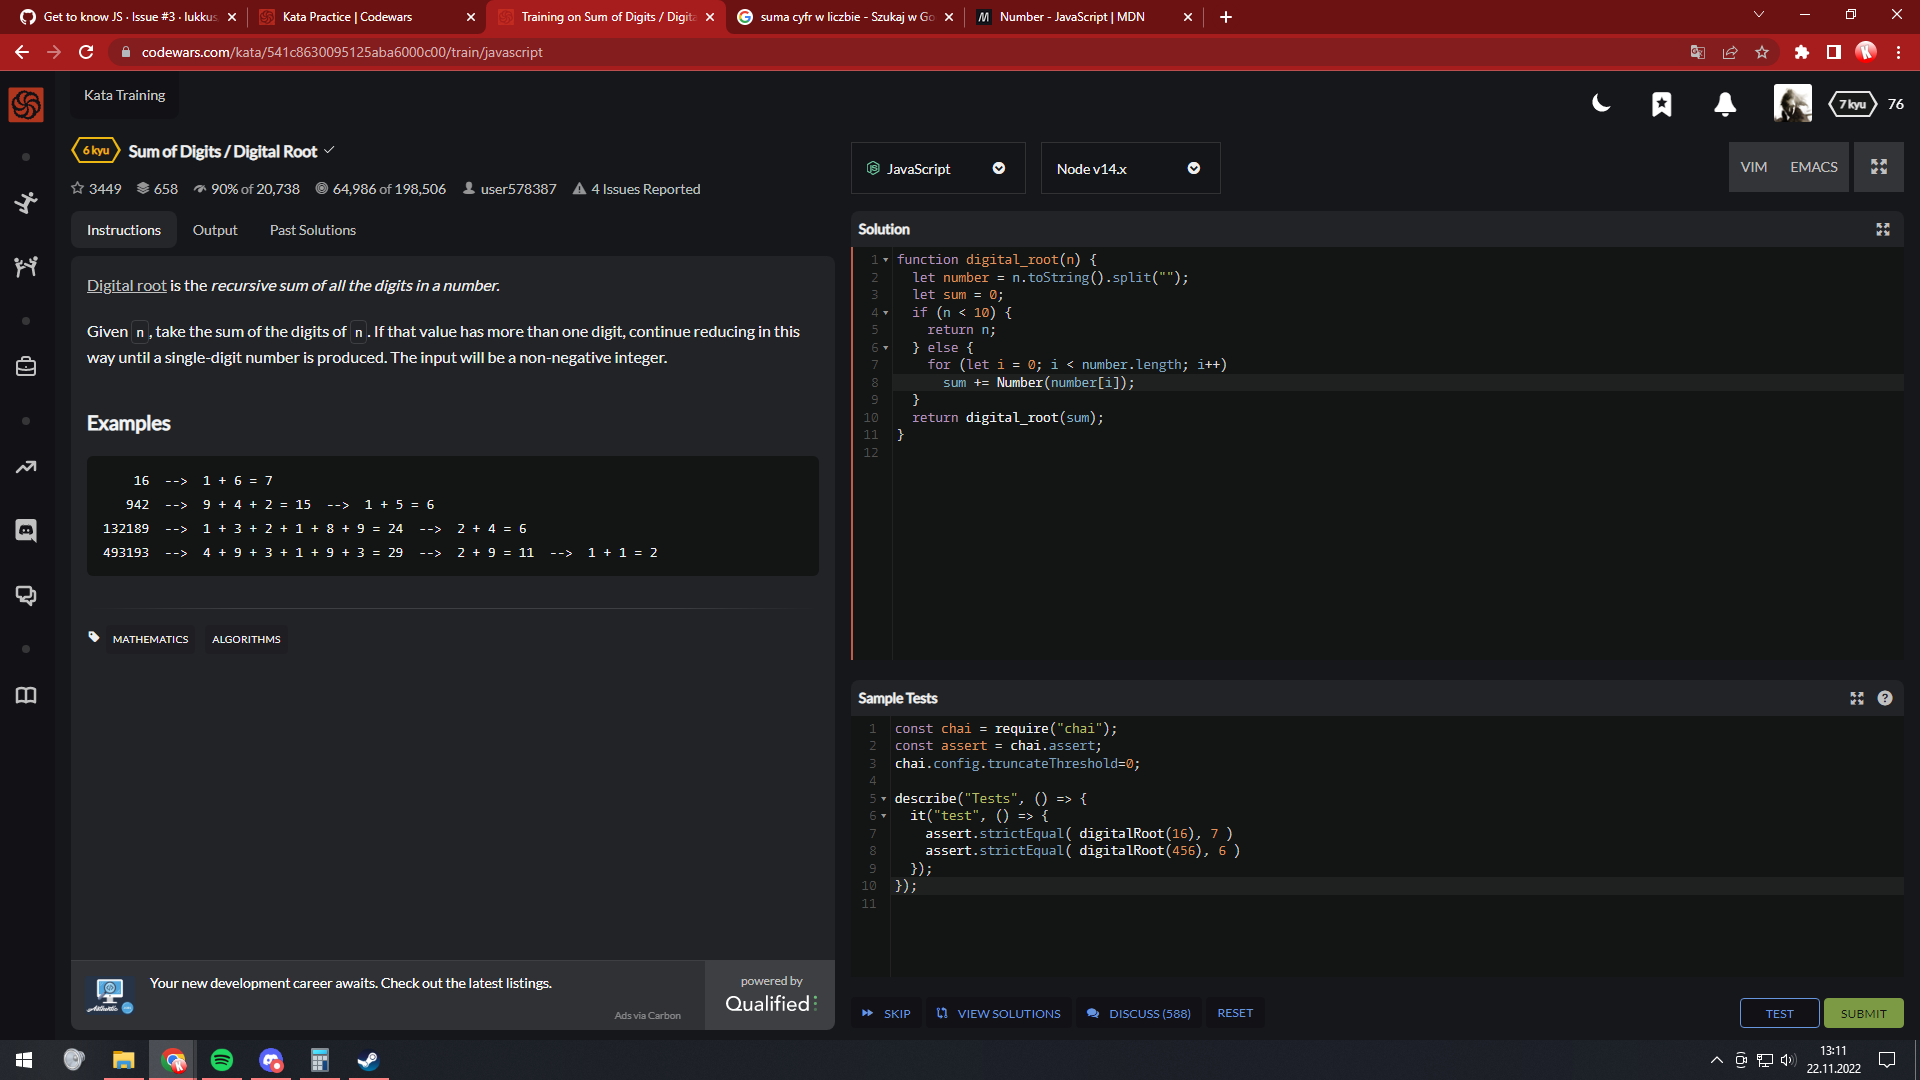 Get to know JS · Issue #3 · lukkus
Kata Practice | Codewars
Training on Sum of Digits / Digita
suma cyfr w liczbie - Szukaj w Go
Number - JavaScript | MDN
codewars.com/kata/541c8630095125aba6000c00/train/javascript
Kata Training
7 kyu 76
6 kyu Sum of Digits / Digital Root
3449 658 90% of 20,738 64,986 of 198,506 user578387 4 Issues Reported
Instructions Output Past Solutions
Digital root is the recursive sum of all the digits in a number.
Given n, take the sum of the digits of n. If that value has more than one digit, continue reducing in this
way until a single-digit number is produced. The input will be a non-negative integer.
Examples
16 --> 1 + 6 = 7
942 --> 9 + 4 + 2 = 15 --> 1 + 5 = 6
132189 --> 1 + 3 + 2 + 1 + 8 + 9 = 24 --> 2 + 4 = 6
493193 --> 4 + 9 + 3 + 1 + 9 + 3 = 29 --> 2 + 9 = 11 --> 1 + 1 = 2
MATHEMATICS ALGORITHMS
Your new development career awaits. Check out the latest listings.
Ads via Carbon
powered by
Qualified
JavaScript Node v14.x VIM EMACS
Solution
1 function digital_root(n) {
2 let number = n.toString().split("");
3 let sum = 0;
4 if (n < 10) {
5 return n;
6 } else {
7 for (let i = 0; i < number.length; i++)
8 sum += Number(number[i]);
9 }
10 return digital_root(sum);
11 }
12
Sample Tests
1 const chai = require("chai");
2 const assert = chai.assert;
3 chai.config.truncateThreshold=0;
4
5 describe("Tests", () => {
6 it("test", () => {
7 assert.strictEqual( digitalRoot(16), 7 )
8 assert.strictEqual( digitalRoot(456), 6 )
9 });
10 });
11
SKIP VIEW SOLUTIONS DISCUSS (588) RESET TEST SUBMIT
13:11
22.11.2022